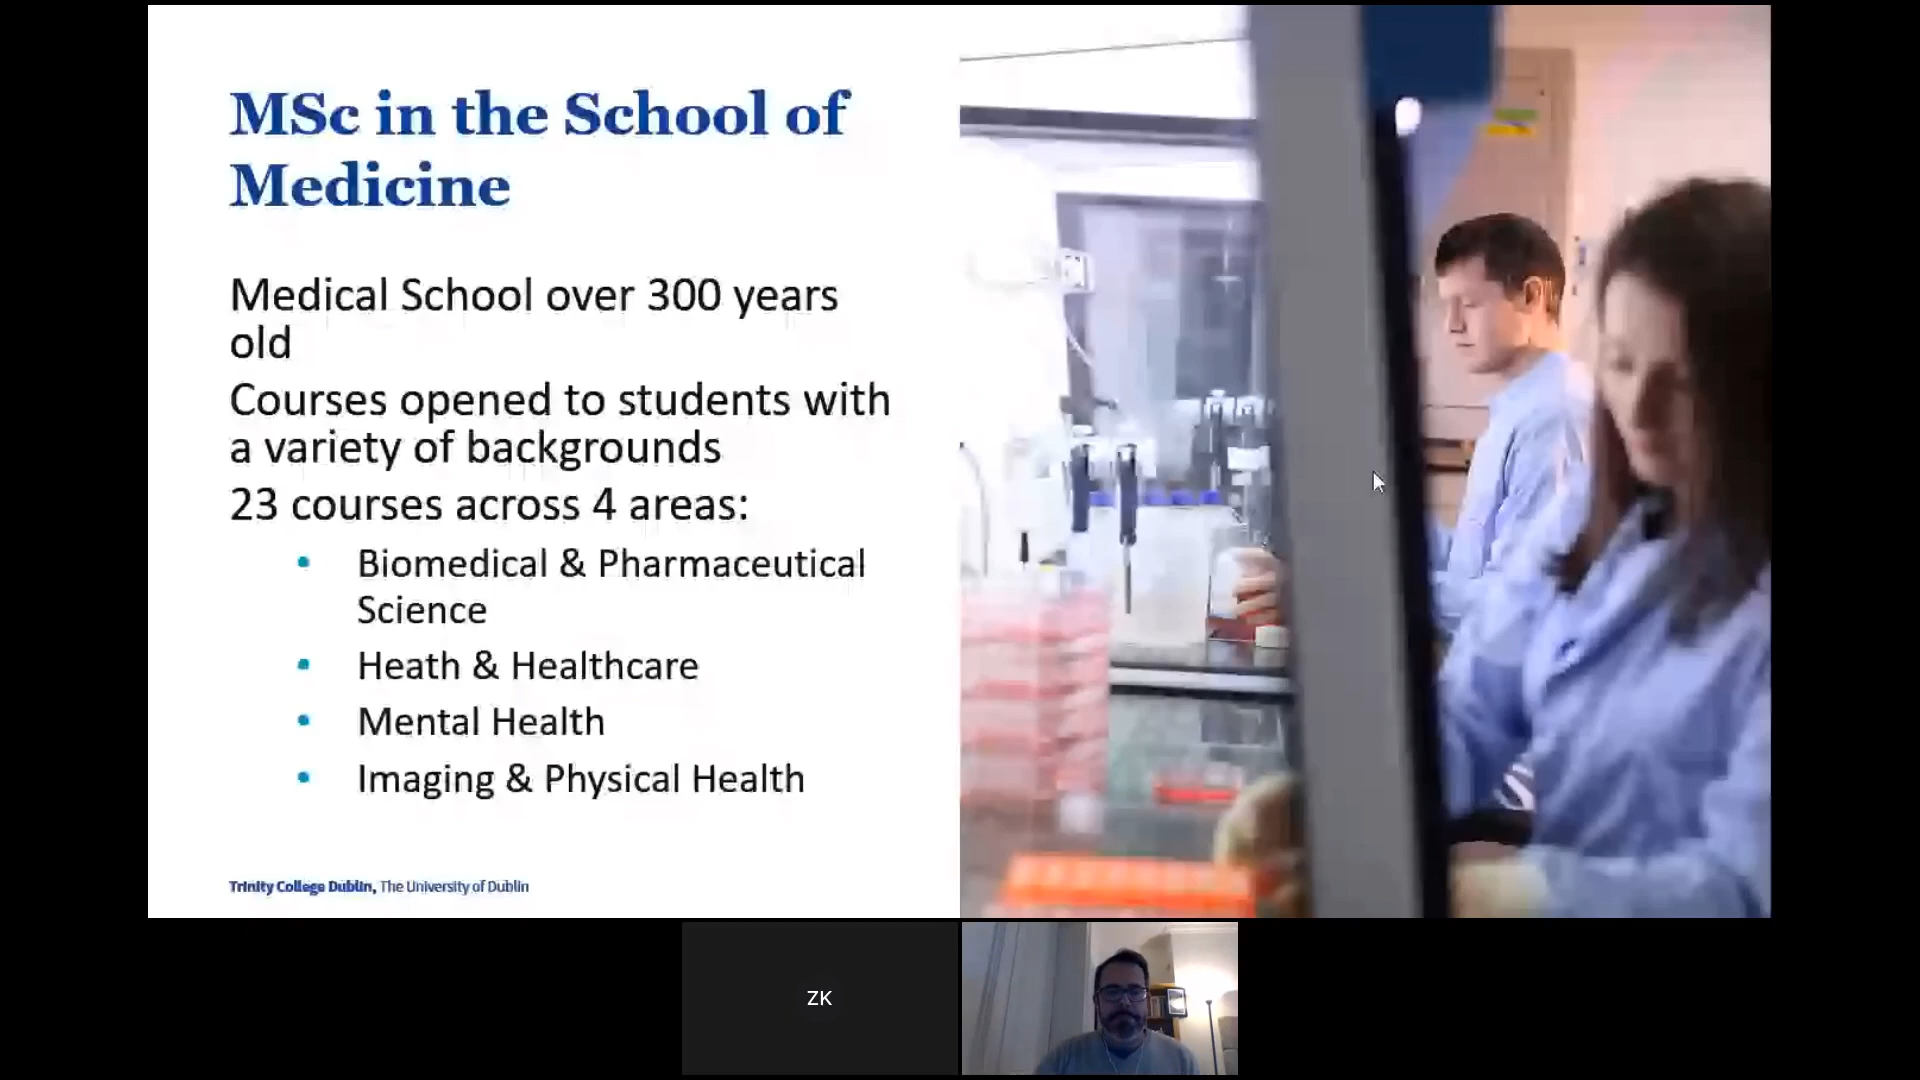 MSc in the School of
Medicine
Medical School over 300 years
old
Courses opened to students with
a variety of backgrounds
23 courses across 4 areas:
• Biomedical & Pharmaceutical
Science
• Heath & Healthcare
• Mental Health
• Imaging & Physical Health
Trinity College Dublin, The University of Dublin
ZK